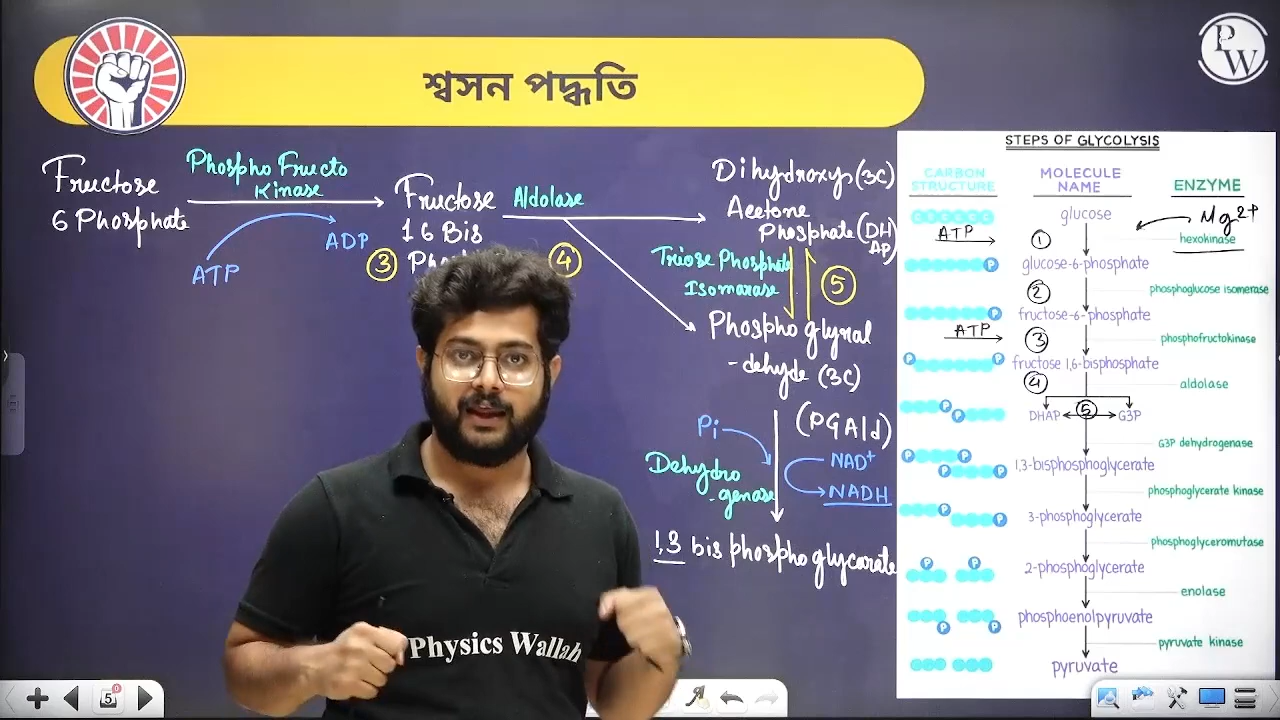 শ্বসন পদ্ধতি
PW
Fructose
6 Phosphate
Phospho Fructo
Kinase
ATP
ADP
Fructose
1 6 Bis
3
Aldolase
4
Dihydroxy (3C)
Acetone
Phosphate (DH
AP)
Triose Phosphate
Isomarase
5
Phospho glyral
-dehyde (3C)
(PGAld)
Pi
NAD+
NADH
Dehydro
-genase
1,3 bis phospho glycarate
Physics Wallah
STEPS OF GLYCOLYSIS
CARBON
STRUCTURE
MOLECULE
NAME
ENZYME
glucose
Mg2+
ATP
1
hexokinase
P
glucose-6-phosphate
2
phosphoglucose isomerase
P
fructose-6-phosphate
ATP
3
phosphofructokinase
P P
fructose 1,6-bisphosphate
4
aldolase
P P
DHAP
5
G3P
G3P dehydrogenase
P P
P P
1,3-bisphosphoglycerate
phosphoglycerate kinase
P
P
3-phosphoglycerate
phosphoglyceromutase
P P
2-phosphoglycerate
enolase
P P
phosphoenolpyruvate
pyruvate kinase
pyruvate
5
0